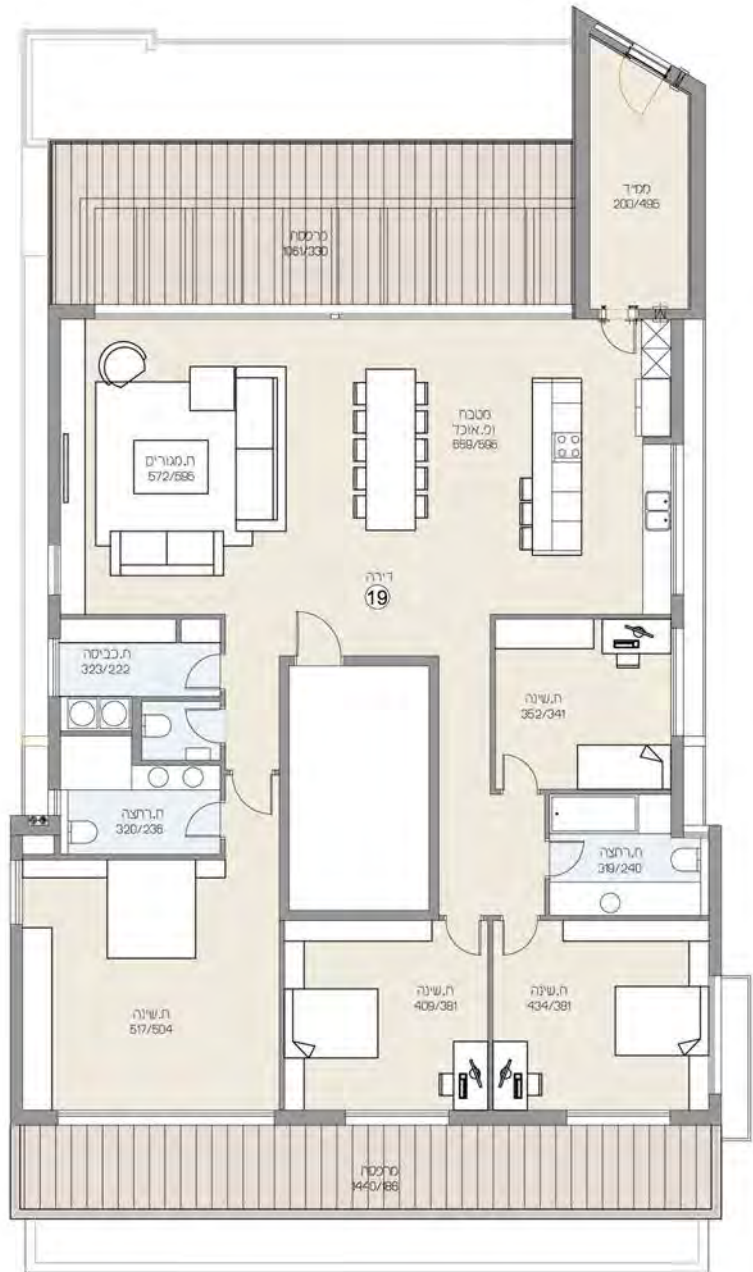 ממ״ד
200/495
מרפסת
1061/330
מטבח
ופ.אוכל
659/595
ח.מגורים
572/595
דירה
19
ח.כביסה
323/222
ח.שינה
352/341
ח.רחצה
320/236
ח.רחצה
319/240
ח.שינה
517/504
ח.שינה
409/381
ח.שינה
434/381
מרפסת
1440/186